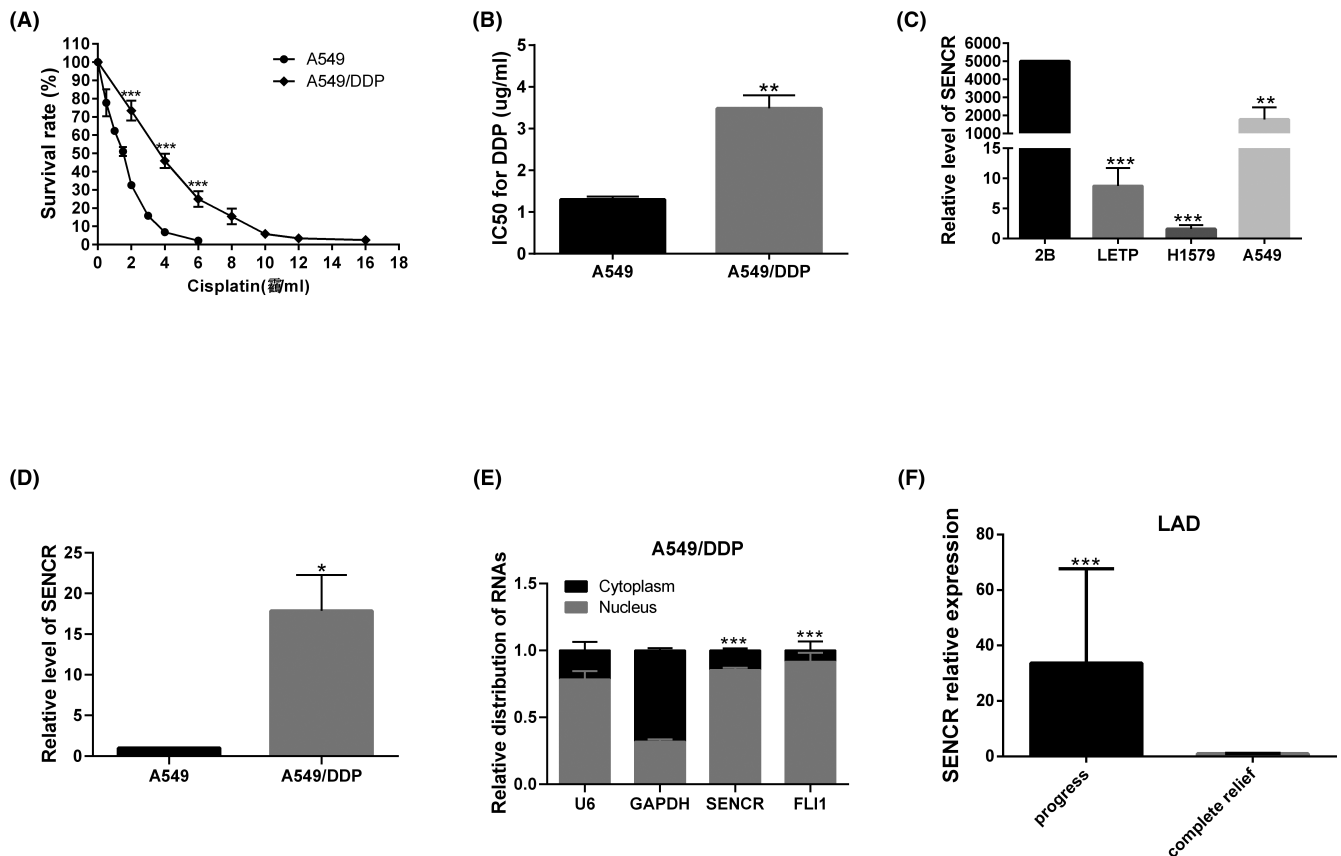 (A)
Survival rate (%)
110
100
90
80
70
60
50
40
30
20
10
0
***
***
***
A549
A549/DDP
0 2 4 6 8 10 12 14 16 18
Cisplatin( /ml)
(B)
IC50 for DDP (ug/ml)
5
4
3
2
1
0
**
A549 A549/DDP
(C)
Relative level of SENCR
6000
5000
4000
3000
2000
1000
15
10
5
0
***
***
**
2B LETP H1579 A549
(D)
Relative level of SENCR
25
20
15
10
5
0
*
A549 A549/DDP
(E)
A549/DDP
Relative distribution of RNAs
1.5
1.0
0.5
0.0
Cytoplasm
Nucleus
*** ***
U6 GAPDH SENCR FLI1
(F)
LAD
SENCR relative expression
80
60
40
20
0
***
progress
complete relief